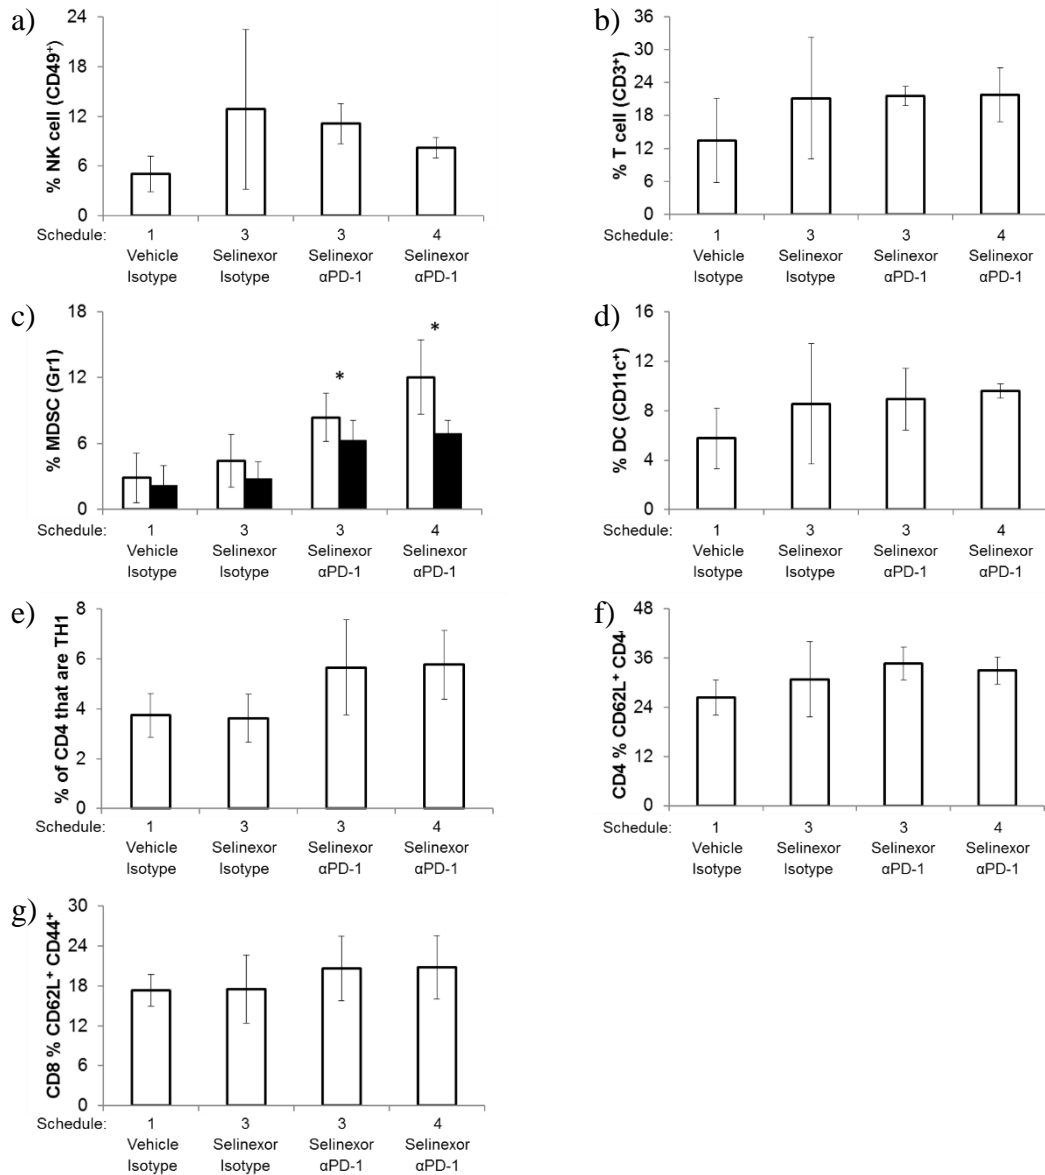 a)
% NK cell (CD49⁺)
24
18
12
6
0
Schedule: 1 3 3 4
Vehicle Selinexor Selinexor Selinexor
Isotype Isotype αPD-1 αPD-1
b)
% T cell (CD3⁺)
36
30
24
18
12
6
0
Schedule: 1 3 3 4
Vehicle Selinexor Selinexor Selinexor
Isotype Isotype αPD-1 αPD-1
c)
% MDSC (Gr1)
18
12
6
0
*
*
Schedule: 1 3 3 4
Vehicle Selinexor Selinexor Selinexor
Isotype Isotype αPD-1 αPD-1
d)
% DC (CD11c⁺)
16
12
8
4
0
Schedule: 1 3 3 4
Vehicle Selinexor Selinexor Selinexor
Isotype Isotype αPD-1 αPD-1
e)
% of CD4 that are TH1
8
6
4
2
0
Schedule: 1 3 3 4
Vehicle Selinexor Selinexor Selinexor
Isotype Isotype αPD-1 αPD-1
f)
CD4 % CD62L⁺ CD4
48
36
24
12
0
Schedule: 1 3 3 4
Vehicle Selinexor Selinexor Selinexor
Isotype Isotype αPD-1 αPD-1
g)
CD8 % CD62L⁺ CD44⁺
30
24
18
12
6
0
Schedule: 1 3 3 4
Vehicle Selinexor Selinexor Selinexor
Isotype Isotype αPD-1 αPD-1